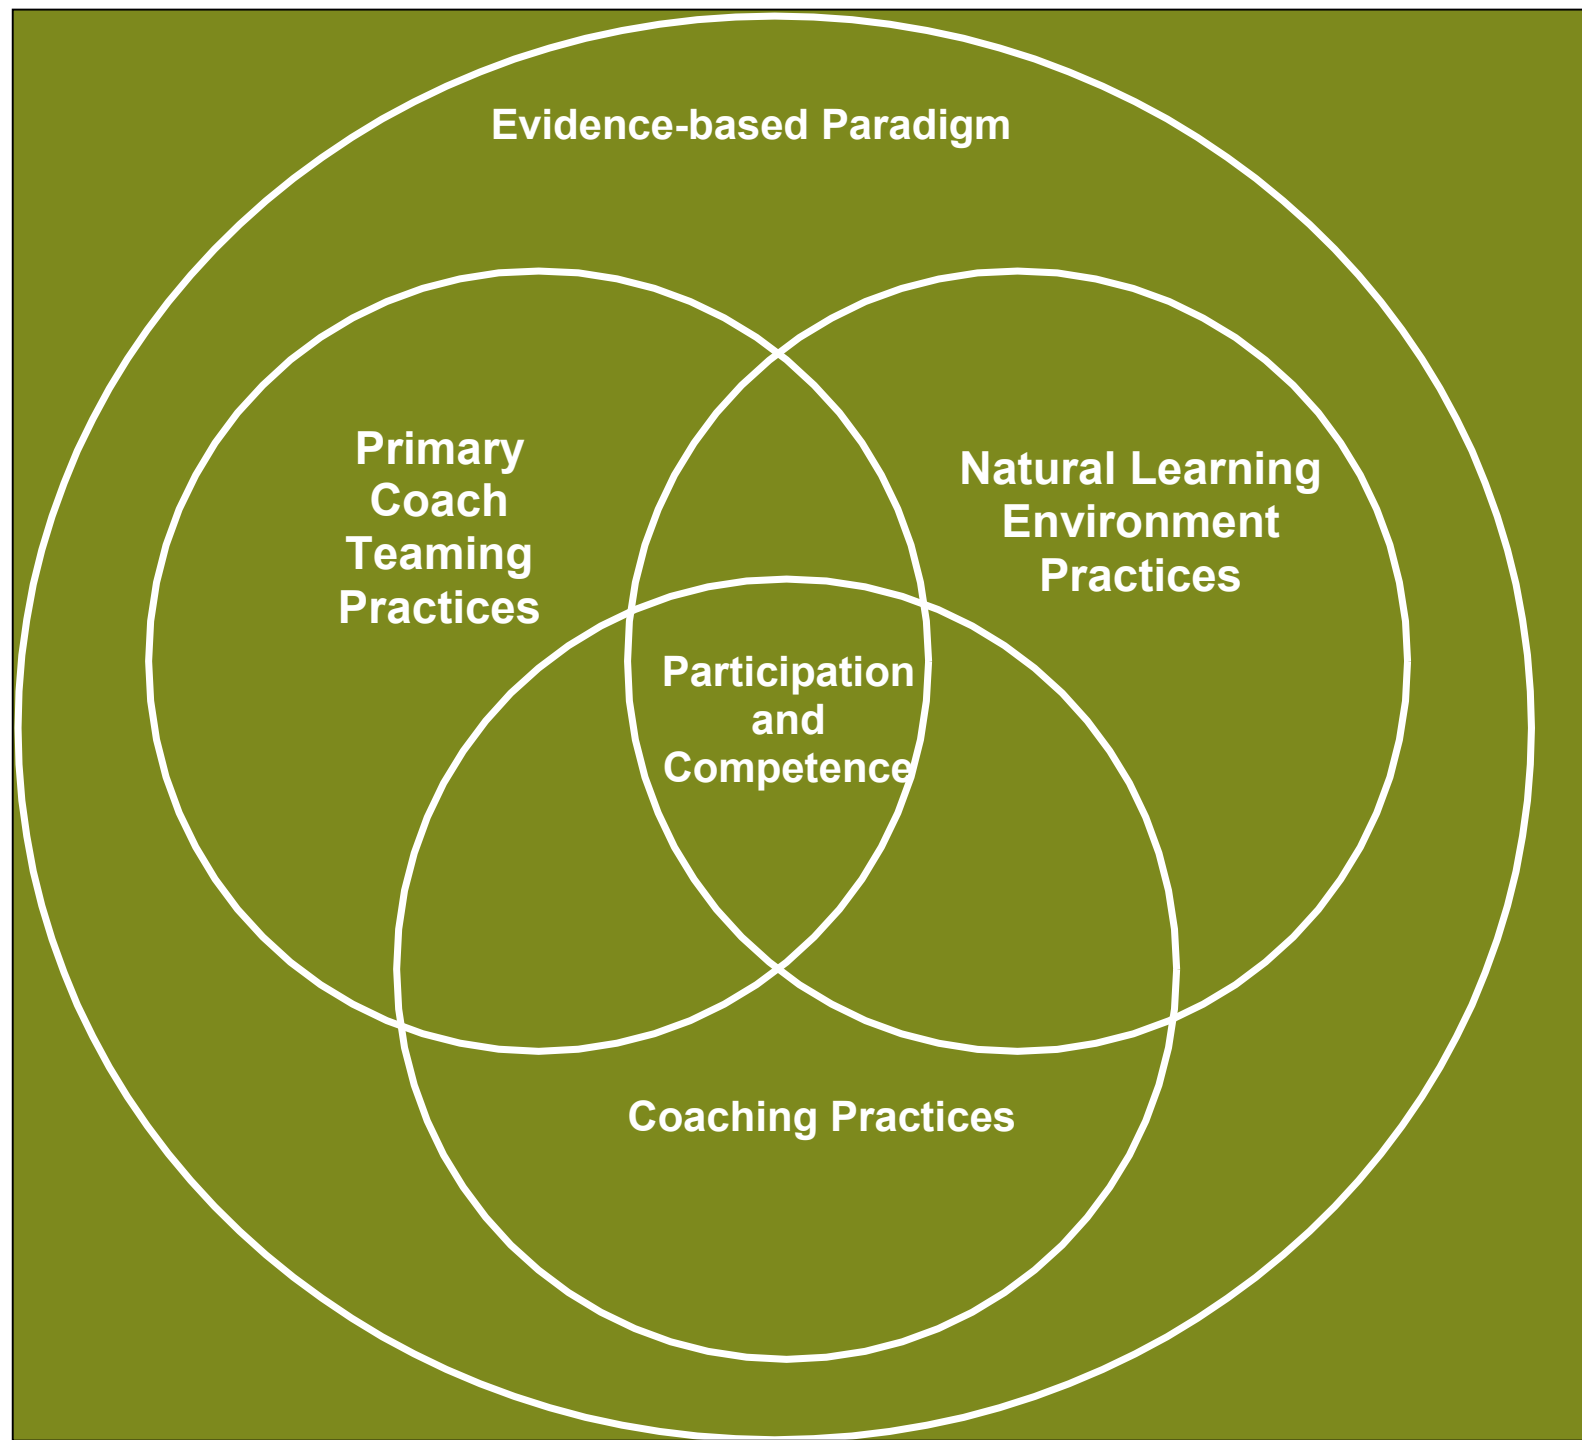 Evidence-based Paradigm
Primary
Coach
Teaming
Practices
Natural Learning
Environment
Practices
Participation
and
Competence
Coaching Practices